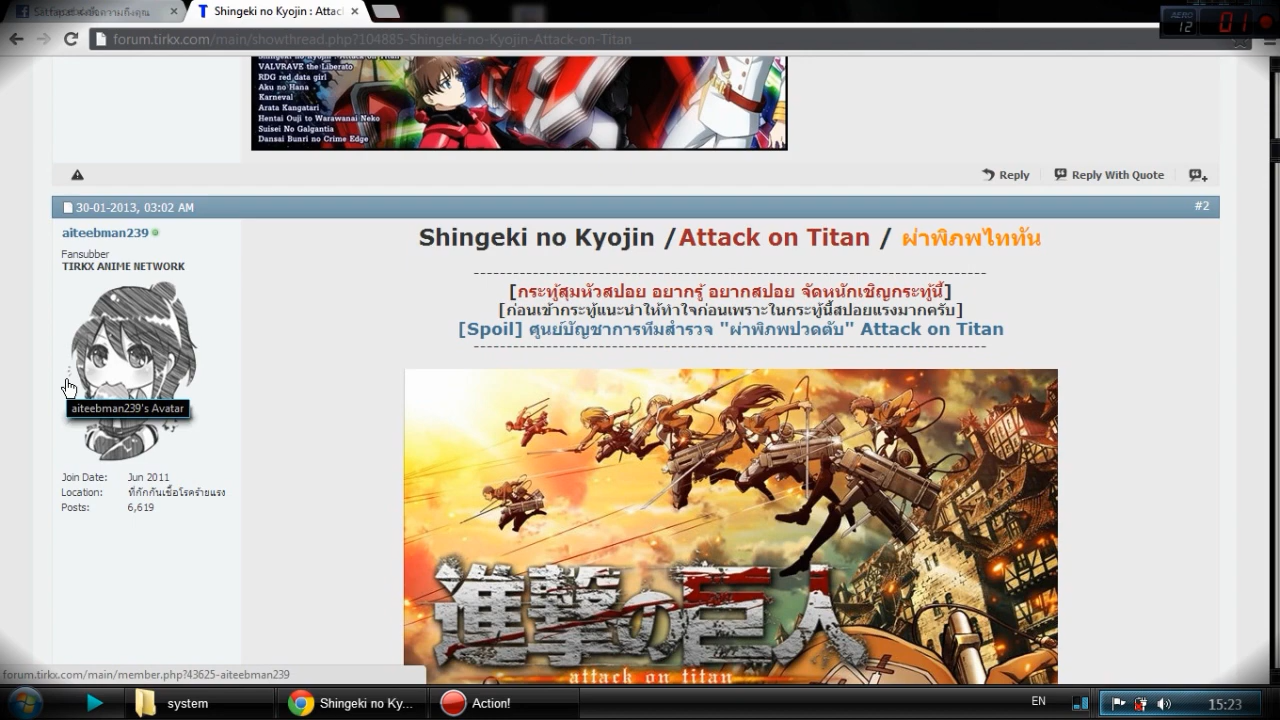 Shingeki no Kyojin : Attac
forum.tirkx.com/main/showthread.php?104885-Shingeki-no-Kyojin-Attack-on-Titan
AERO
12
01
VALVRAVE the Liberato
RDG red data girl
Aku no Hana
Karneval
Arata Kangatari
Hentai Ouji to Warawanai Neko
Suisei No Galgantia
Dansai Bunri no Crime Edge
Reply
Reply With Quote
30-01-2013, 03:02 AM
#2
aiteebman239
Fansubber
TIRKX ANIME NETWORK
Shingeki no Kyojin /Attack on Titan / ผ่าพิภพไททัน
[กระทู้สุมหัวสปอย อยากรู้ อยากสปอย จัดหนักเชิญกระทู้นี้]
[ก่อนเข้ากระทู้แนะนำให้ทำใจก่อนเพราะในกระทู้นี้สปอยแรงมากครับ]
[Spoil] ศูนย์บัญชาการทีมสำรวจ "ผ่าพิภพปวดตับ" Attack on Titan
aiteebman239's Avatar
Join Date: Jun 2011
Location: ที่กักกันเชื้อโรคร้ายแรง
Posts: 6,619
進撃の巨人
attack on titan
forum.tirkx.com/main/member.php?43625-aiteebman239
system
Shingeki no Ky...
Action!
EN
15:23